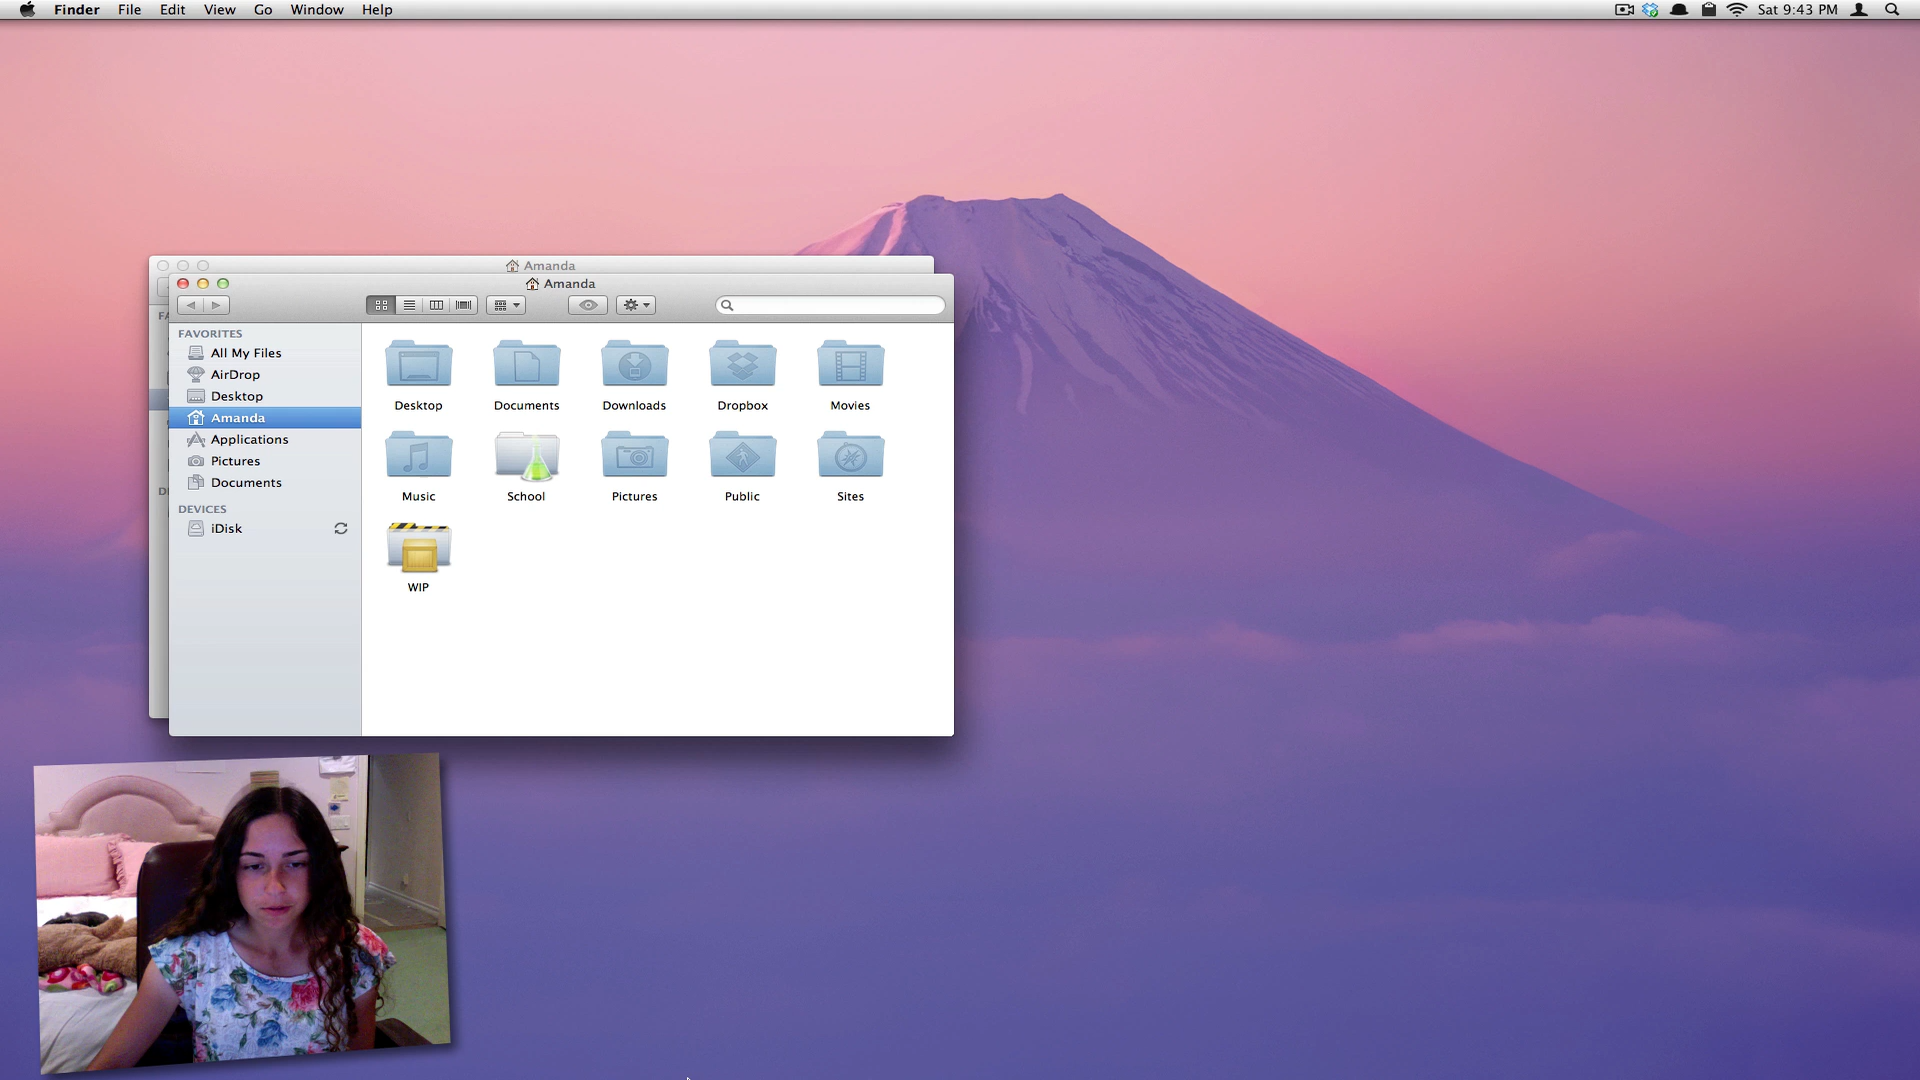 Finder File Edit View Go Window Help Sat 9:43 PM
Amanda
Amanda
FAVORITES
All My Files
AirDrop
Desktop
Amanda
Applications
Pictures
Documents
DEVICES
iDisk
Desktop Documents Downloads Dropbox Movies
Music School Pictures Public Sites
WIP